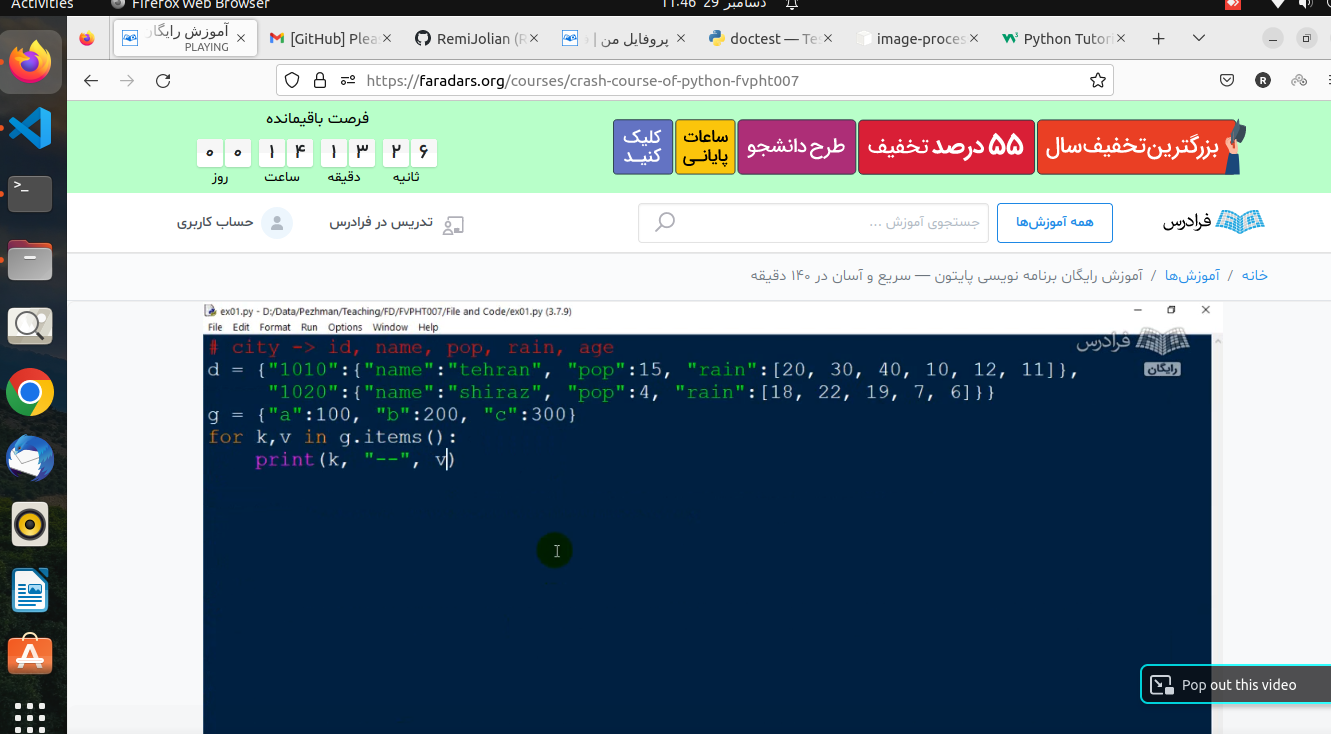 Activities
Firefox Web Browser
11:46 29 دسامبر
آموزش رایگار
PLAYING
[GitHub] Plea
RemiJolian (R
پروفایل من |
doctest — Te
image-proces
Python Tutori
https://faradars.org/courses/crash-course-of-python-fvpht007
R
فرصت باقیمانده
۰ ۰ ۱ ۴ ۱ ۳ ۲ ۶
روز ساعت دقیقه ثانیه
بزرگترین تخفیف سال
۵۵ درصد تخفیف
طرح دانشجو
ساعات
پایانی
کلیک
کنید
فرادرس
همه آموزش‌ها
جستجوی آموزش ...
تدریس در فرادرس
حساب کاربری
خانه / آموزش‌ها / آموزش رایگان برنامه نویسی پایتون — سریع و آسان در ۱۴۰ دقیقه
ex01.py - D:/Data/Pezhman/Teaching/FD/FVPHT007/File and Code/ex01.py (3.7.9)
File Edit Format Run Options Window Help
# city -> id, name, pop, rain, age
d = {"1010":{"name":"tehran", "pop":15, "rain":[20, 30, 40, 10, 12, 11]},
"1020":{"name":"shiraz", "pop":4, "rain":[18, 22, 19, 7, 6]}}
g = {"a":100, "b":200, "c":300}
for k,v in g.items():
print(k, "--", v)
فرادرس
رایگان
Pop out this video